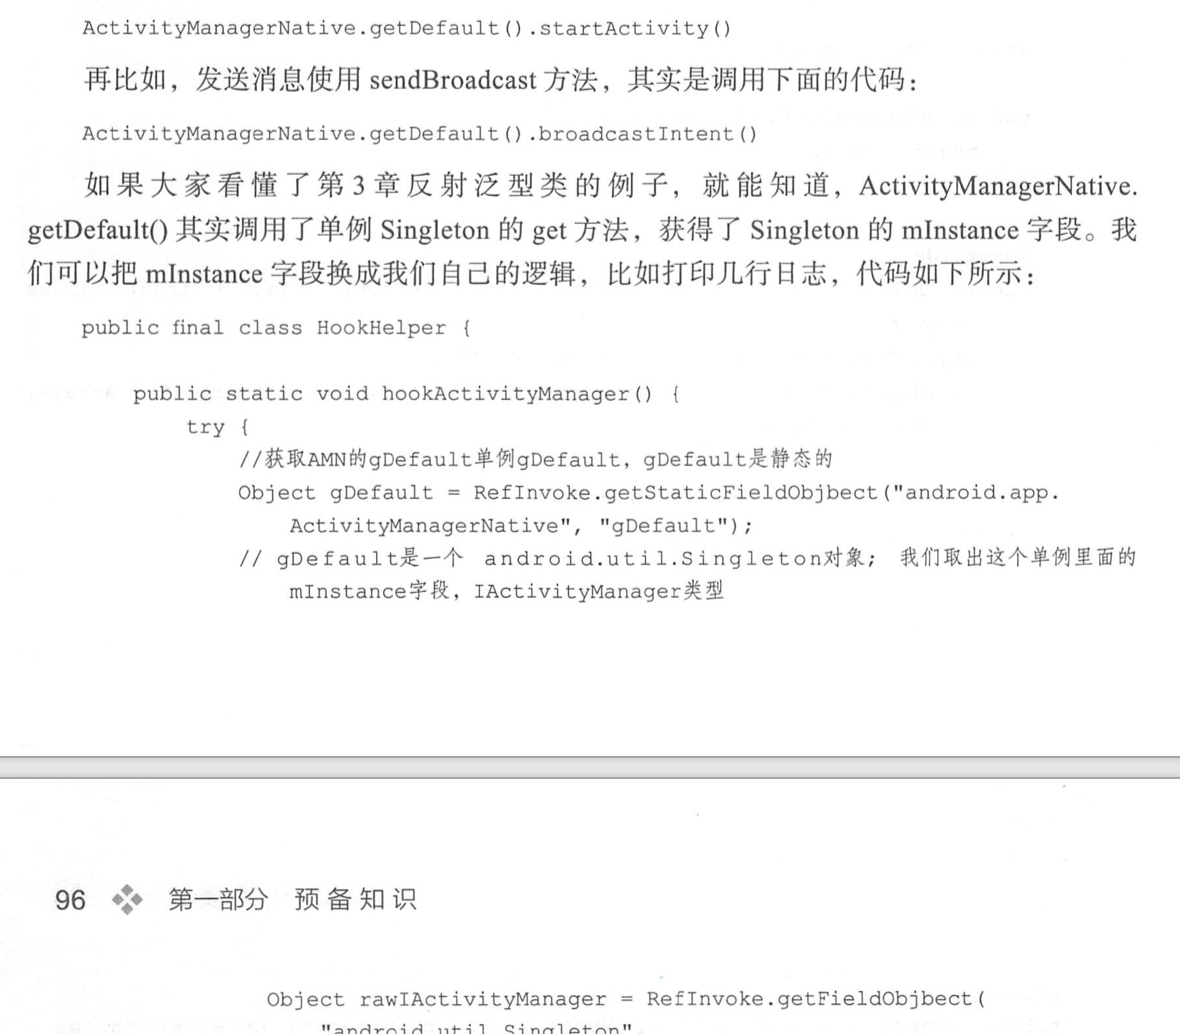 ActivityManagerNative.getDefault().startActivity()
再比如，发送消息使用 sendBroadcast 方法，其实是调用下面的代码：
ActivityManagerNative.getDefault().broadcastIntent()
如果大家看懂了第 3 章反射泛型类的例子，就能知道，ActivityManagerNative.
getDefault() 其实调用了单例 Singleton 的 get 方法，获得了 Singleton 的 mInstance 字段。我
们可以把 mInstance 字段换成我们自己的逻辑，比如打印几行日志，代码如下所示：
public final class HookHelper {
public static void hookActivityManager() {
try {
//获取AMN的gDefault单例gDefault，gDefault是静态的
Object gDefault = RefInvoke.getStaticFieldObjbect("android.app.
ActivityManagerNative", "gDefault");
// gDefault是一个 android.util.Singleton对象； 我们取出这个单例里面的
mInstance字段，IActivityManager类型
96 第一部分 预备知识
Object rawIActivityManager = RefInvoke.getFieldObjbect(
"android.util.Singleton",